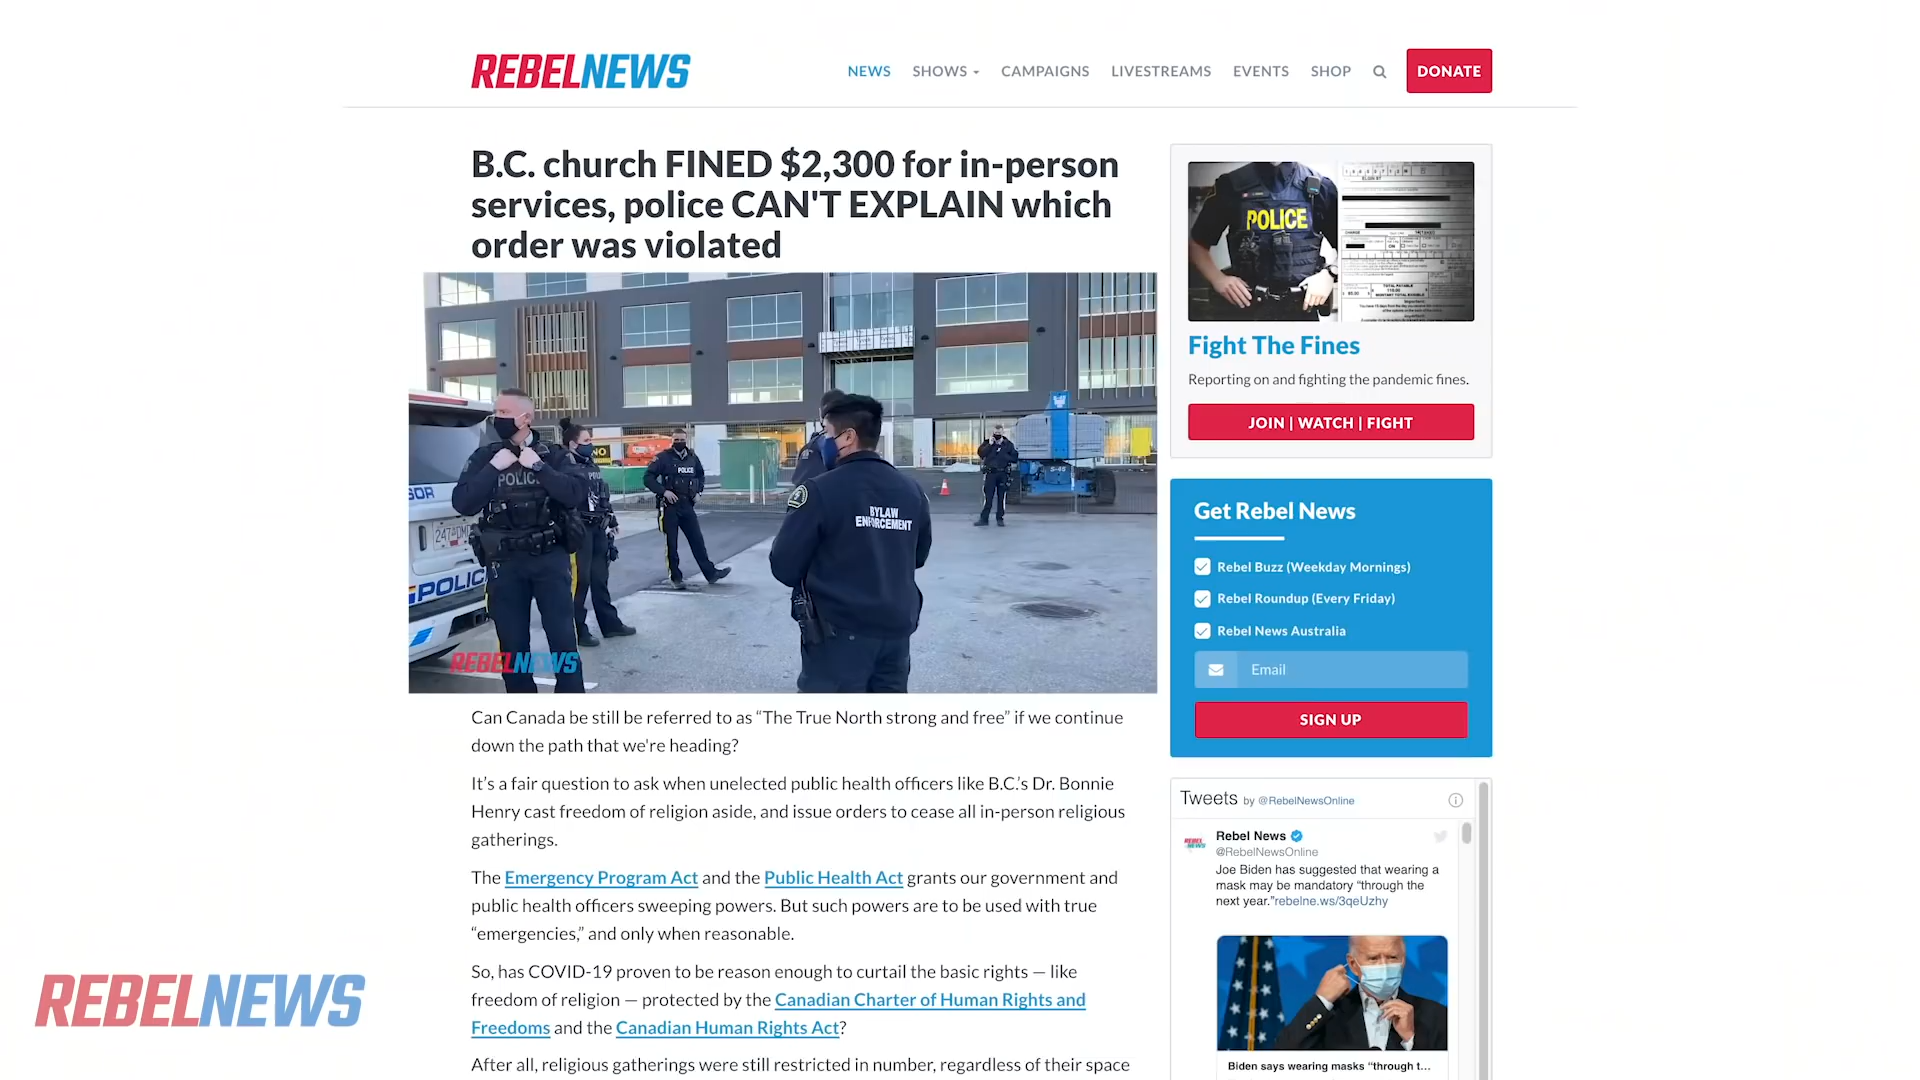 REBELNEWS
NEWS SHOWS CAMPAIGNS LIVESTREAMS EVENTS SHOP DONATE
B.C. church FINED $2,300 for in-person
services, police CAN'T EXPLAIN which
order was violated
POLICE
POLICE
BYLAW
ENFORCEMENT
S-45
NO
POLIC
REBELNEWS
Can Canada be still be referred to as “The True North strong and free” if we continue
down the path that we're heading?
It’s a fair question to ask when unelected public health officers like B.C.’s Dr. Bonnie
Henry cast freedom of religion aside, and issue orders to cease all in-person religious
gatherings.
The Emergency Program Act and the Public Health Act grants our government and
public health officers sweeping powers. But such powers are to be used with true
“emergencies,” and only when reasonable.
So, has COVID-19 proven to be reason enough to curtail the basic rights — like
freedom of religion — protected by the Canadian Charter of Human Rights and
Freedoms and the Canadian Human Rights Act?
After all, religious gatherings were still restricted in number, regardless of their space
POLICE
Fight The Fines
Reporting on and fighting the pandemic fines.
JOIN | WATCH | FIGHT
Get Rebel News
Rebel Buzz (Weekday Mornings)
Rebel Roundup (Every Friday)
Rebel News Australia
Email
SIGN UP
Tweets by @RebelNewsOnline
Rebel News
@RebelNewsOnline
Joe Biden has suggested that wearing a
mask may be mandatory “through the
next year.”rebelne.ws/3qeUzhy
Biden says wearing masks “through t...
REBELNEWS